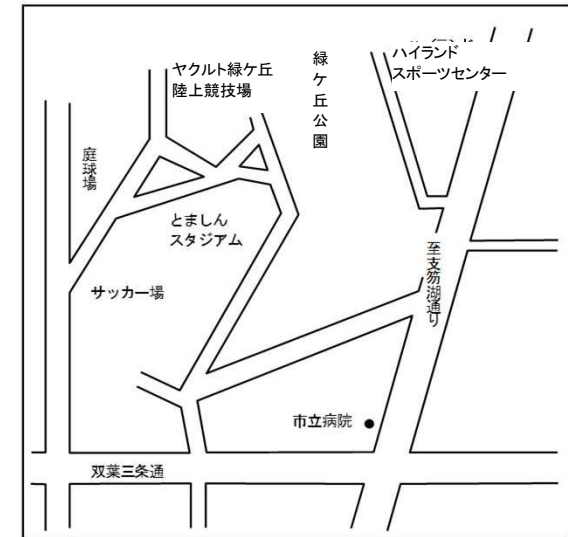 ヤクルト緑ケ丘
陸上競技場
緑ケ丘公園
ハイランド
スポーツセンター
庭球場
とましん
スタジアム
サッカー場
至支笏湖通り
市立病院
双葉三条通